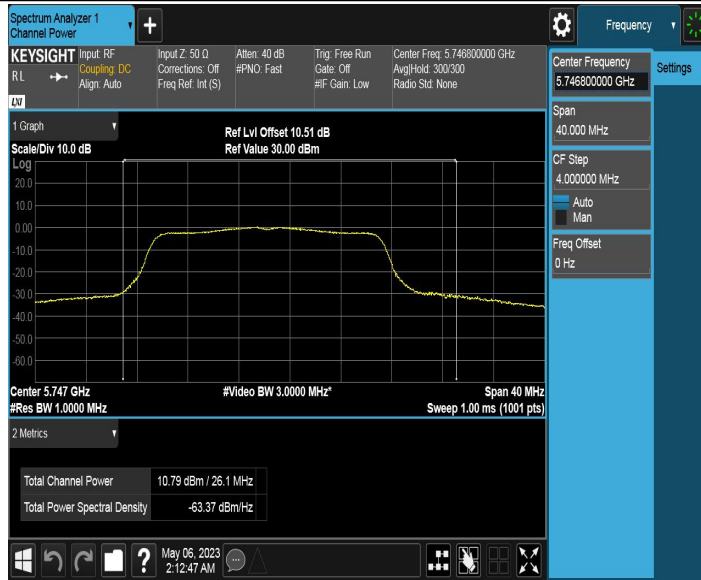 Spectrum Analyzer 1
Channel Power
+
Frequency
KEYSIGHT
RL
LXI
Input: RF
Coupling: DC
Align: Auto
Input Z: 50 Ω
Corrections: Off
Freq Ref: Int (S)
Atten: 40 dB
#PNO: Fast
Trig: Free Run
Gate: Off
#IF Gain: Low
Center Freq: 5.746800000 GHz
Avg|Hold: 300/300
Radio Std: None
Center Frequency
5.746800000 GHz
Settings
Span
40.000 MHz
CF Step
4.000000 MHz
Auto
Man
Freq Offset
0 Hz
1 Graph
Ref Lvl Offset 10.51 dB
Scale/Div 10.0 dB
Ref Value 30.00 dBm
Log
20.0
10.0
0.00
-10.0
-20.0
-30.0
-40.0
-50.0
-60.0
Center 5.747 GHz
#Video BW 3.0000 MHz*
Span 40 MHz
#Res BW 1.0000 MHz
Sweep 1.00 ms (1001 pts)
2 Metrics
Total Channel Power 10.79 dBm / 26.1 MHz
Total Power Spectral Density -63.37 dBm/Hz
?
May 06, 2023
2:12:47 AM